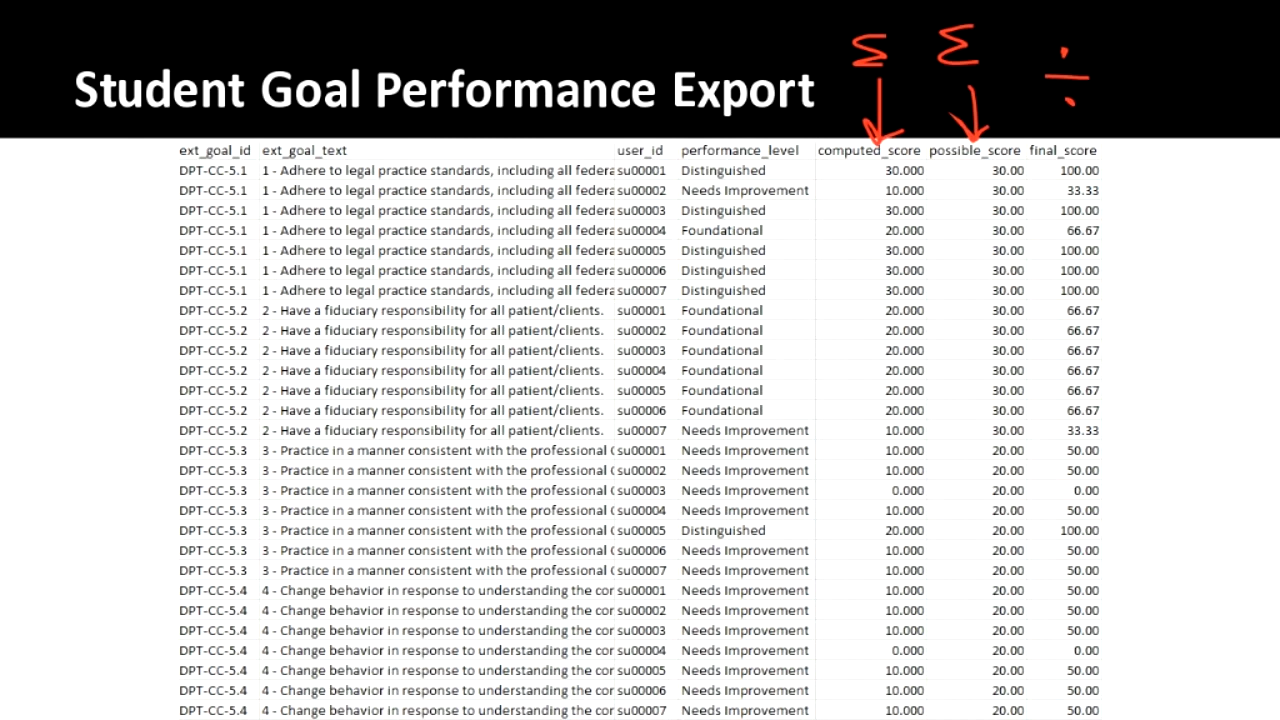 Σ Σ ÷
Student Goal Performance Export
ext_goal_id ext_goal_text user_id performance_level computed_score possible_score final_score
DPT-CC-5.1 1 - Adhere to legal practice standards, including all federa su00001 Distinguished 30.000 30.00 100.00
DPT-CC-5.1 1 - Adhere to legal practice standards, including all federa su00002 Needs Improvement 10.000 30.00 33.33
DPT-CC-5.1 1 - Adhere to legal practice standards, including all federa su00003 Distinguished 30.000 30.00 100.00
DPT-CC-5.1 1 - Adhere to legal practice standards, including all federa su00004 Foundational 20.000 30.00 66.67
DPT-CC-5.1 1 - Adhere to legal practice standards, including all federa su00005 Distinguished 30.000 30.00 100.00
DPT-CC-5.1 1 - Adhere to legal practice standards, including all federa su00006 Distinguished 30.000 30.00 100.00
DPT-CC-5.1 1 - Adhere to legal practice standards, including all federa su00007 Distinguished 30.000 30.00 100.00
DPT-CC-5.2 2 - Have a fiduciary responsibility for all patient/clients. su00001 Foundational 20.000 30.00 66.67
DPT-CC-5.2 2 - Have a fiduciary responsibility for all patient/clients. su00002 Foundational 20.000 30.00 66.67
DPT-CC-5.2 2 - Have a fiduciary responsibility for all patient/clients. su00003 Foundational 20.000 30.00 66.67
DPT-CC-5.2 2 - Have a fiduciary responsibility for all patient/clients. su00004 Foundational 20.000 30.00 66.67
DPT-CC-5.2 2 - Have a fiduciary responsibility for all patient/clients. su00005 Foundational 20.000 30.00 66.67
DPT-CC-5.2 2 - Have a fiduciary responsibility for all patient/clients. su00006 Foundational 20.000 30.00 66.67
DPT-CC-5.2 2 - Have a fiduciary responsibility for all patient/clients. su00007 Needs Improvement 10.000 30.00 33.33
DPT-CC-5.3 3 - Practice in a manner consistent with the professional ( su00001 Needs Improvement 10.000 20.00 50.00
DPT-CC-5.3 3 - Practice in a manner consistent with the professional ( su00002 Needs Improvement 10.000 20.00 50.00
DPT-CC-5.3 3 - Practice in a manner consistent with the professional ( su00003 Needs Improvement 0.000 20.00 0.00
DPT-CC-5.3 3 - Practice in a manner consistent with the professional ( su00004 Needs Improvement 10.000 20.00 50.00
DPT-CC-5.3 3 - Practice in a manner consistent with the professional ( su00005 Distinguished 20.000 20.00 100.00
DPT-CC-5.3 3 - Practice in a manner consistent with the professional ( su00006 Needs Improvement 10.000 20.00 50.00
DPT-CC-5.3 3 - Practice in a manner consistent with the professional ( su00007 Needs Improvement 10.000 20.00 50.00
DPT-CC-5.4 4 - Change behavior in response to understanding the cor su00001 Needs Improvement 10.000 20.00 50.00
DPT-CC-5.4 4 - Change behavior in response to understanding the cor su00002 Needs Improvement 10.000 20.00 50.00
DPT-CC-5.4 4 - Change behavior in response to understanding the cor su00003 Needs Improvement 10.000 20.00 50.00
DPT-CC-5.4 4 - Change behavior in response to understanding the cor su00004 Needs Improvement 0.000 20.00 0.00
DPT-CC-5.4 4 - Change behavior in response to understanding the cor su00005 Needs Improvement 10.000 20.00 50.00
DPT-CC-5.4 4 - Change behavior in response to understanding the cor su00006 Needs Improvement 10.000 20.00 50.00
DPT-CC-5.4 4 - Change behavior in response to understanding the cor su00007 Needs Improvement 10.000 20.00 50.00